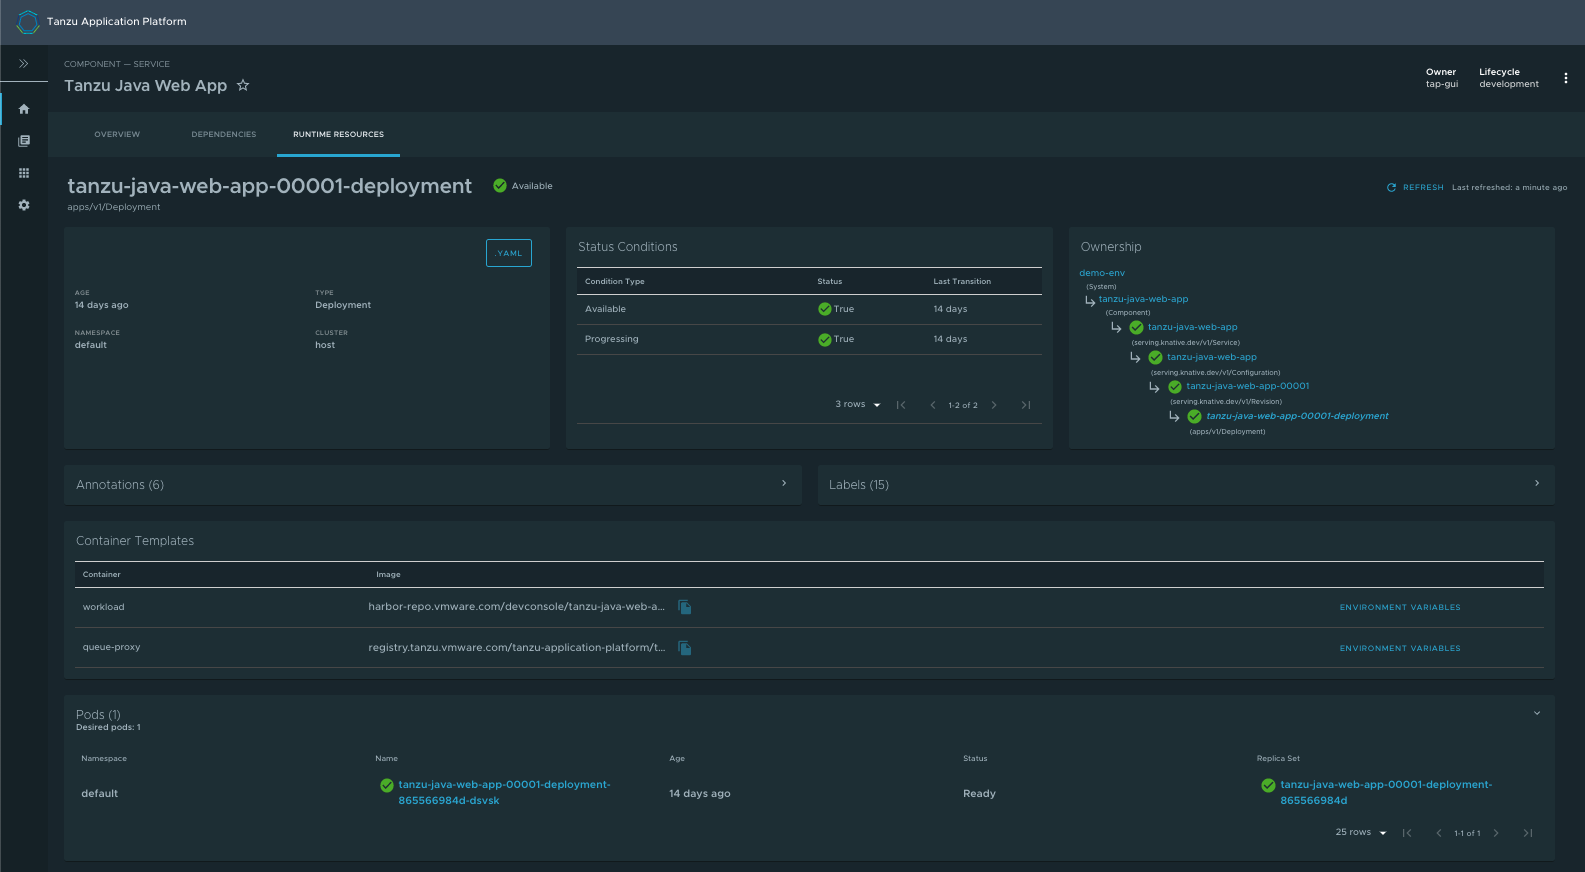 Tanzu Application Platform
COMPONENT — SERVICE
Tanzu Java Web App
Owner
tap-gui
Lifecycle
development
OVERVIEW
DEPENDENCIES
RUNTIME RESOURCES
tanzu-java-web-app-00001-deployment
Available
apps/v1/Deployment
REFRESH
Last refreshed: a minute ago
.YAML
AGE
14 days ago
TYPE
Deployment
NAMESPACE
default
CLUSTER
host
Status Conditions
Condition Type Status Last Transition
Available True 14 days
Progressing True 14 days
3 rows 1-2 of 2
Ownership
demo-env
(System)
tanzu-java-web-app
(Component)
tanzu-java-web-app
(serving.knative.dev/v1/Service)
tanzu-java-web-app
(serving.knative.dev/v1/Configuration)
tanzu-java-web-app-00001
(serving.knative.dev/v1/Revision)
tanzu-java-web-app-00001-deployment
(apps/v1/Deployment)
Annotations (6)
Labels (15)
Container Templates
Container Image
workload harbor-repo.vmware.com/devconsole/tanzu-java-web-a... ENVIRONMENT VARIABLES
queue-proxy registry.tanzu.vmware.com/tanzu-application-platform/t... ENVIRONMENT VARIABLES
Pods (1)
Desired pods: 1
Namespace Name Age Status Replica Set
default tanzu-java-web-app-00001-deployment-
865566984d-dsvsk
14 days ago Ready tanzu-java-web-app-00001-deployment-
865566984d
25 rows 1-1 of 1